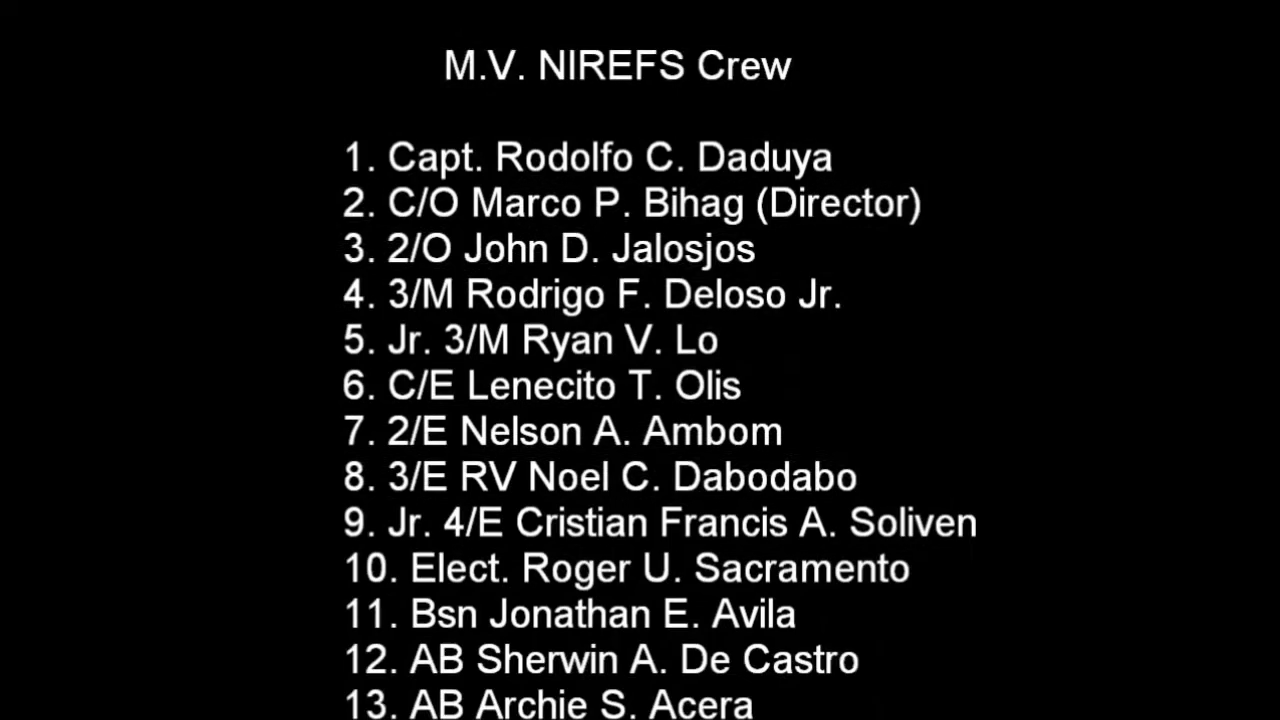 M.V. NIREFS Crew
1. Capt. Rodolfo C. Daduya
2. C/O Marco P. Bihag (Director)
3. 2/O John D. Jalosjos
4. 3/M Rodrigo F. Deloso Jr.
5. Jr. 3/M Ryan V. Lo
6. C/E Lenecito T. Olis
7. 2/E Nelson A. Ambom
8. 3/E RV Noel C. Dabodabo
9. Jr. 4/E Cristian Francis A. Soliven
10. Elect. Roger U. Sacramento
11. Bsn Jonathan E. Avila
12. AB Sherwin A. De Castro
13. AB Archie S. Acera